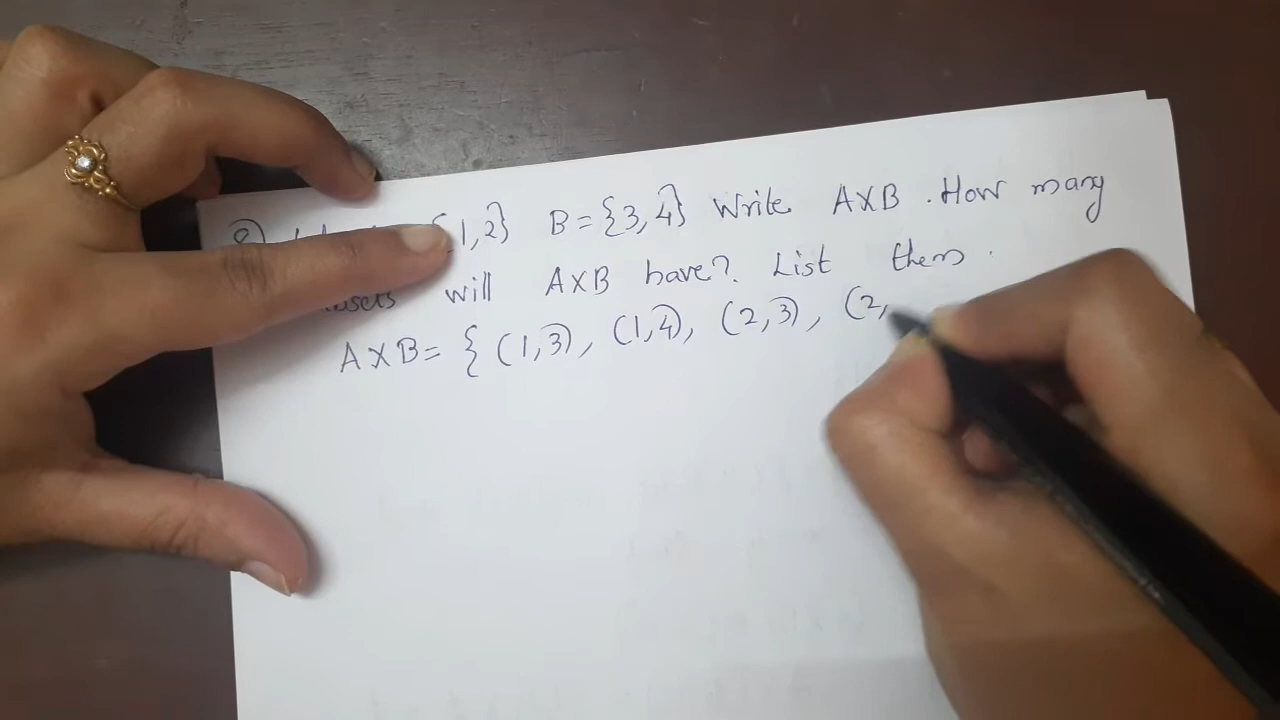 1,2} B={3,4} Write A×B. How many
will A×B have? List them.
A×B= { (1,3), (1,4), (2,3), (2,